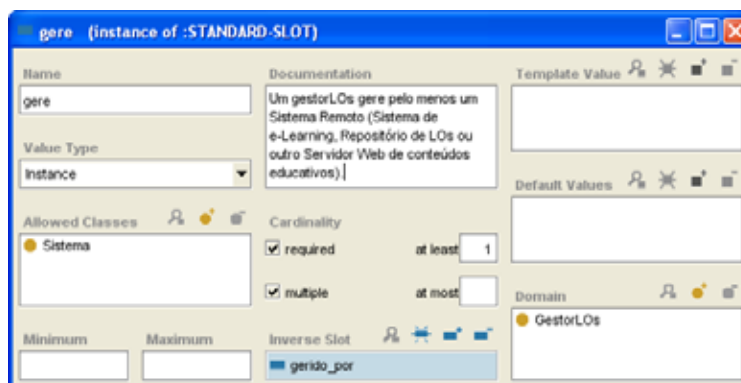 gere (instance of :STANDARD-SLOT)
Name
gere
Value Type
Instance
Allowed Classes
Sistema
Minimum
Maximum
Documentation
Um gestorLOs gere pelo menos um
Sistema Remoto (Sistema de
e-Learning, Repositório de LOs ou
outro Servidor Web de conteúdos
educativos).
Cardinality
required
at least
1
multiple
at most
Inverse Slot
gerido_por
Template Value
Default Values
Domain
GestorLOs